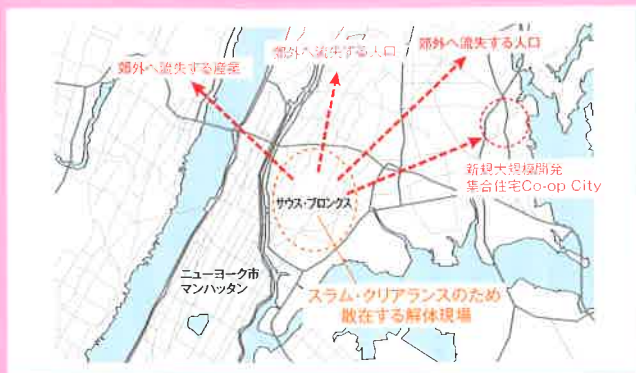 郊外へ流失する産業
郊外へ流失する人口
郊外へ流失する人口
新規大規模開発
集合住宅Co-op City
サウス・ブロンクス
ニューヨーク市
マンハッタン
スラム・クリアランスのため
散在する解体現場